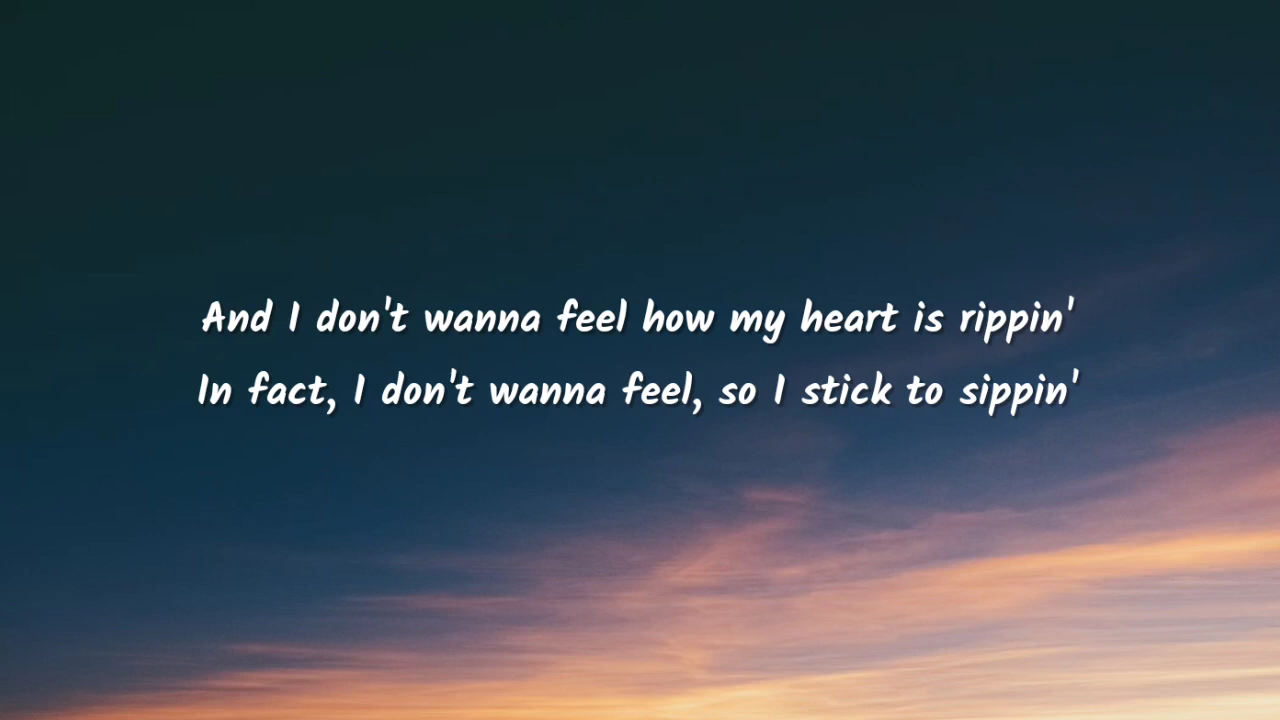 And I don't wanna feel how my heart is rippin'
In fact, I don't wanna feel, so I stick to sippin'